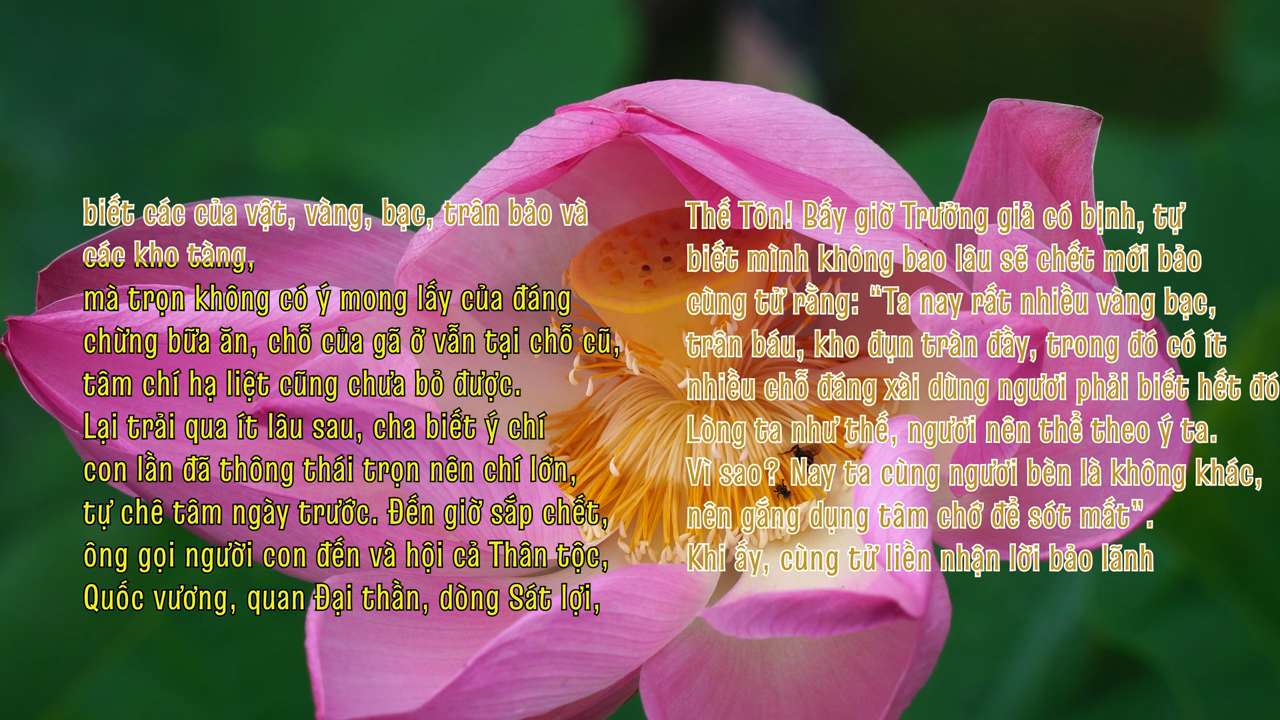 biết các của vật, vàng, bạc, trân bảo và
các kho tàng,
mà trọn không có ý mong lấy của đáng
chừng bữa ăn, chỗ của gã ở vẫn tại chỗ cũ,
tâm chí hạ liệt cũng chưa bỏ được.
Lại trải qua ít lâu sau, cha biết ý chí
con lần đã thông thái trọn nên chí lớn,
tự chê tâm ngày trước. Đến giờ sắp chết,
ông gọi người con đến và hội cả Thân tộc,
Quốc vương, quan Đại thần, dòng Sát lợi,
Thế Tôn! Bấy giờ Trưởng giả có bịnh, tự
biết mình không bao lâu sẽ chết mới bảo
cùng tử rằng: “Ta nay rất nhiều vàng bạc,
trân báu, kho đụn tràn đầy, trong đó có ít
nhiều chỗ đáng xài dùng ngươi phải biết hết đó
Lòng ta như thế, ngươi nên thể theo ý ta.
Vì sao? Nay ta cùng ngươi bèn là không khác,
nên gắng dụng tâm chớ để sót mất”.
Khi ấy, cùng tử liền nhận lời bảo lãnh